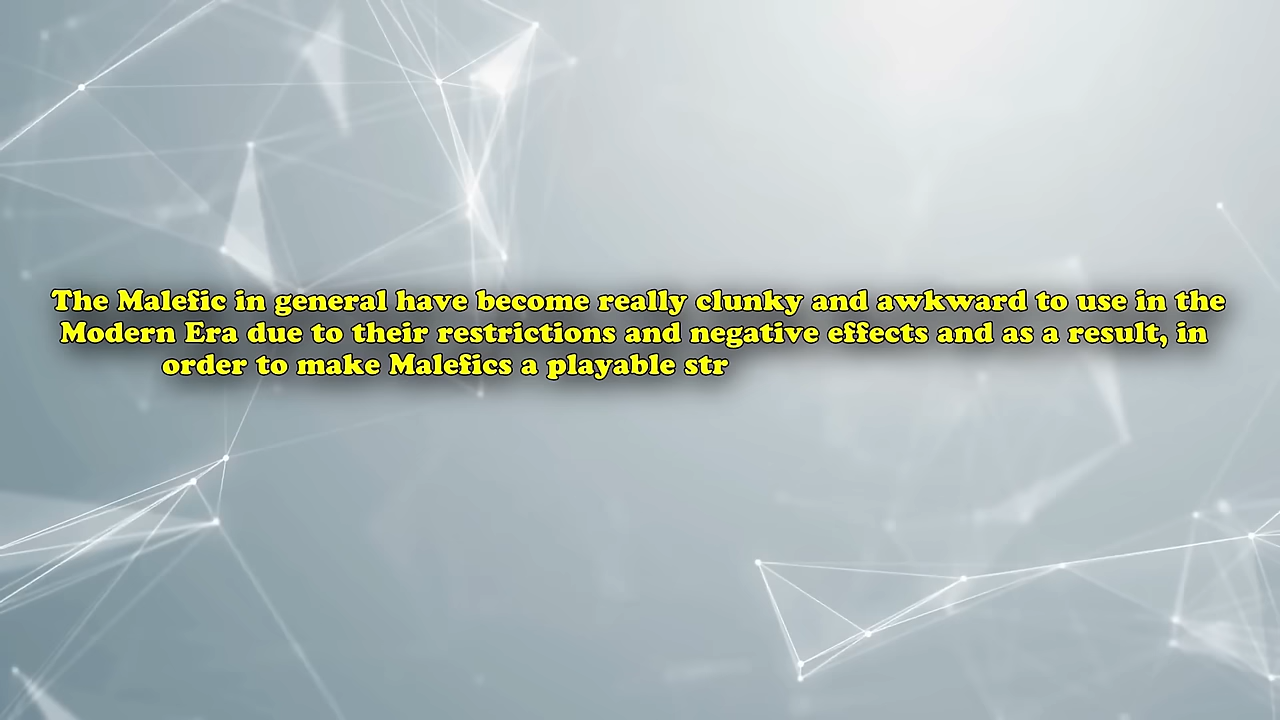 The Malefic in general have become really clunky and awkward to use in the
Modern Era due to their restrictions and negative effects and as a result, in
order to make Malefics a playable str